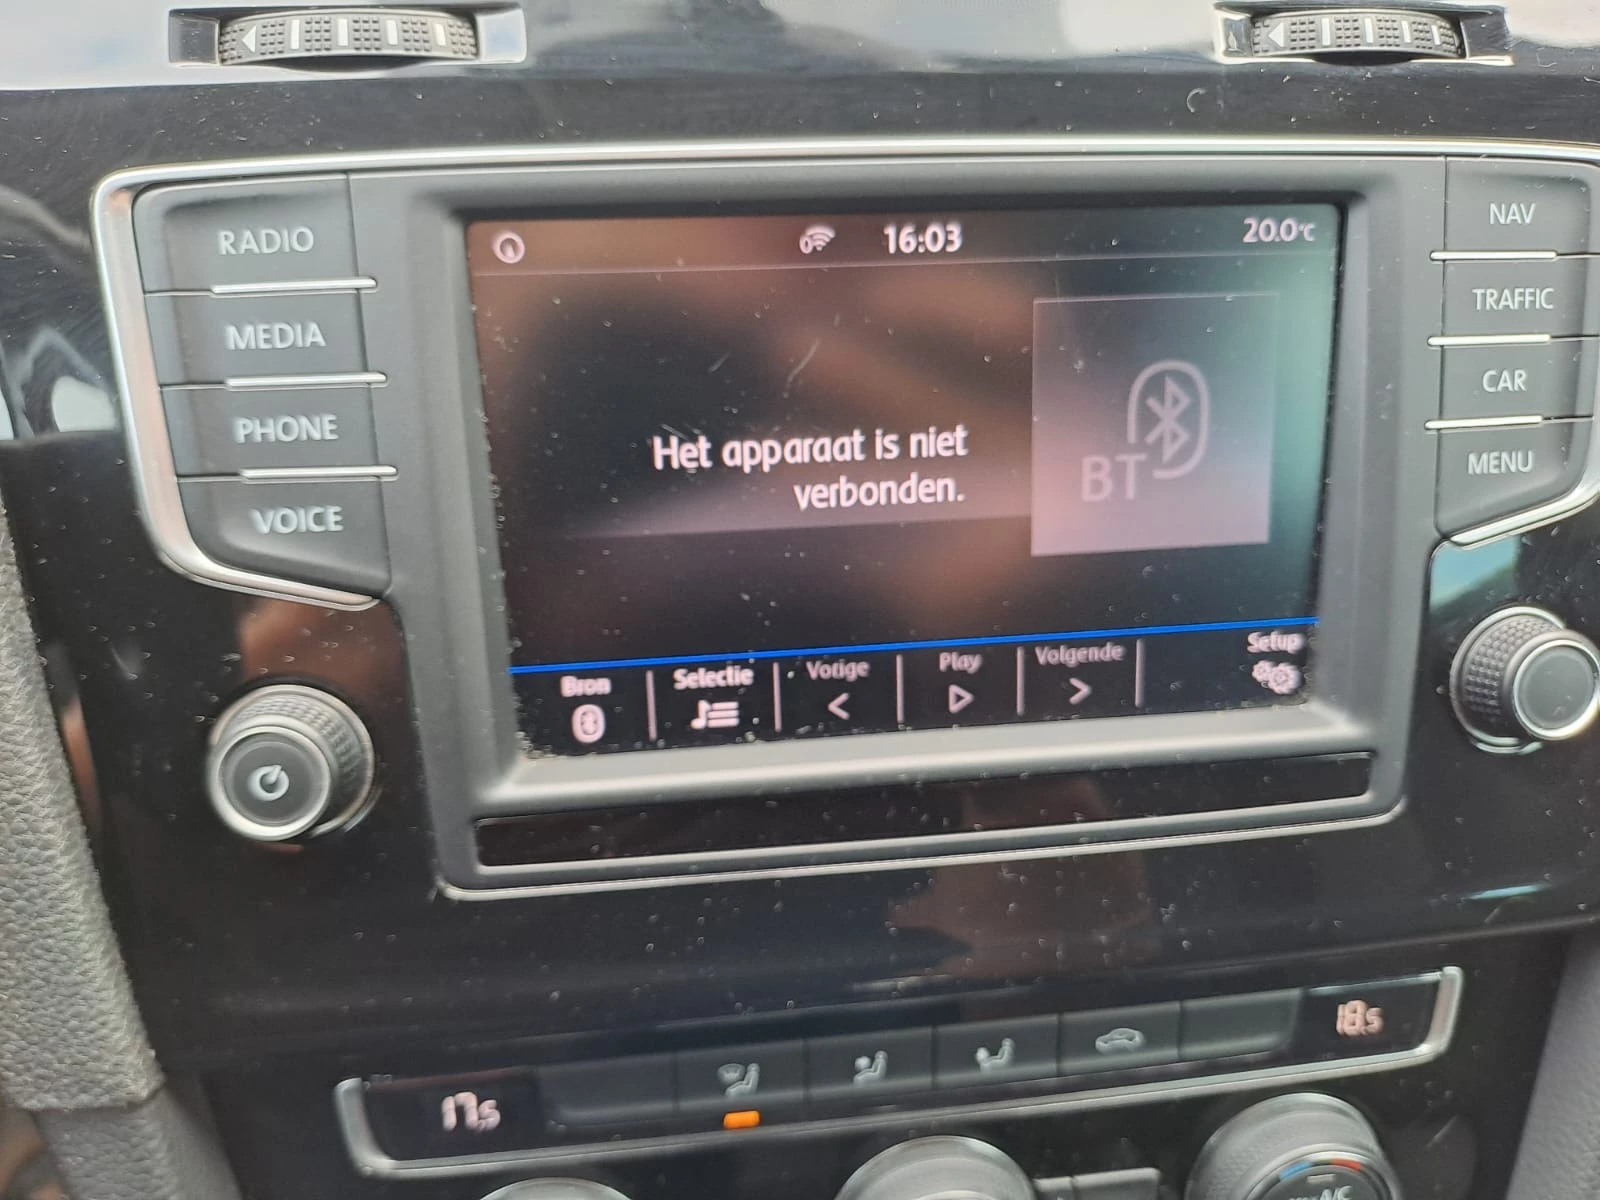 RADIO
MEDIA
PHONE
VOICE
16:03
20.0°C
Het apparaat is niet
verbonden.
BT
Bron
Selectie
Vorige
Play
Volgende
Setup
NAV
TRAFFIC
CAR
MENU
17,5
18.5
A/C